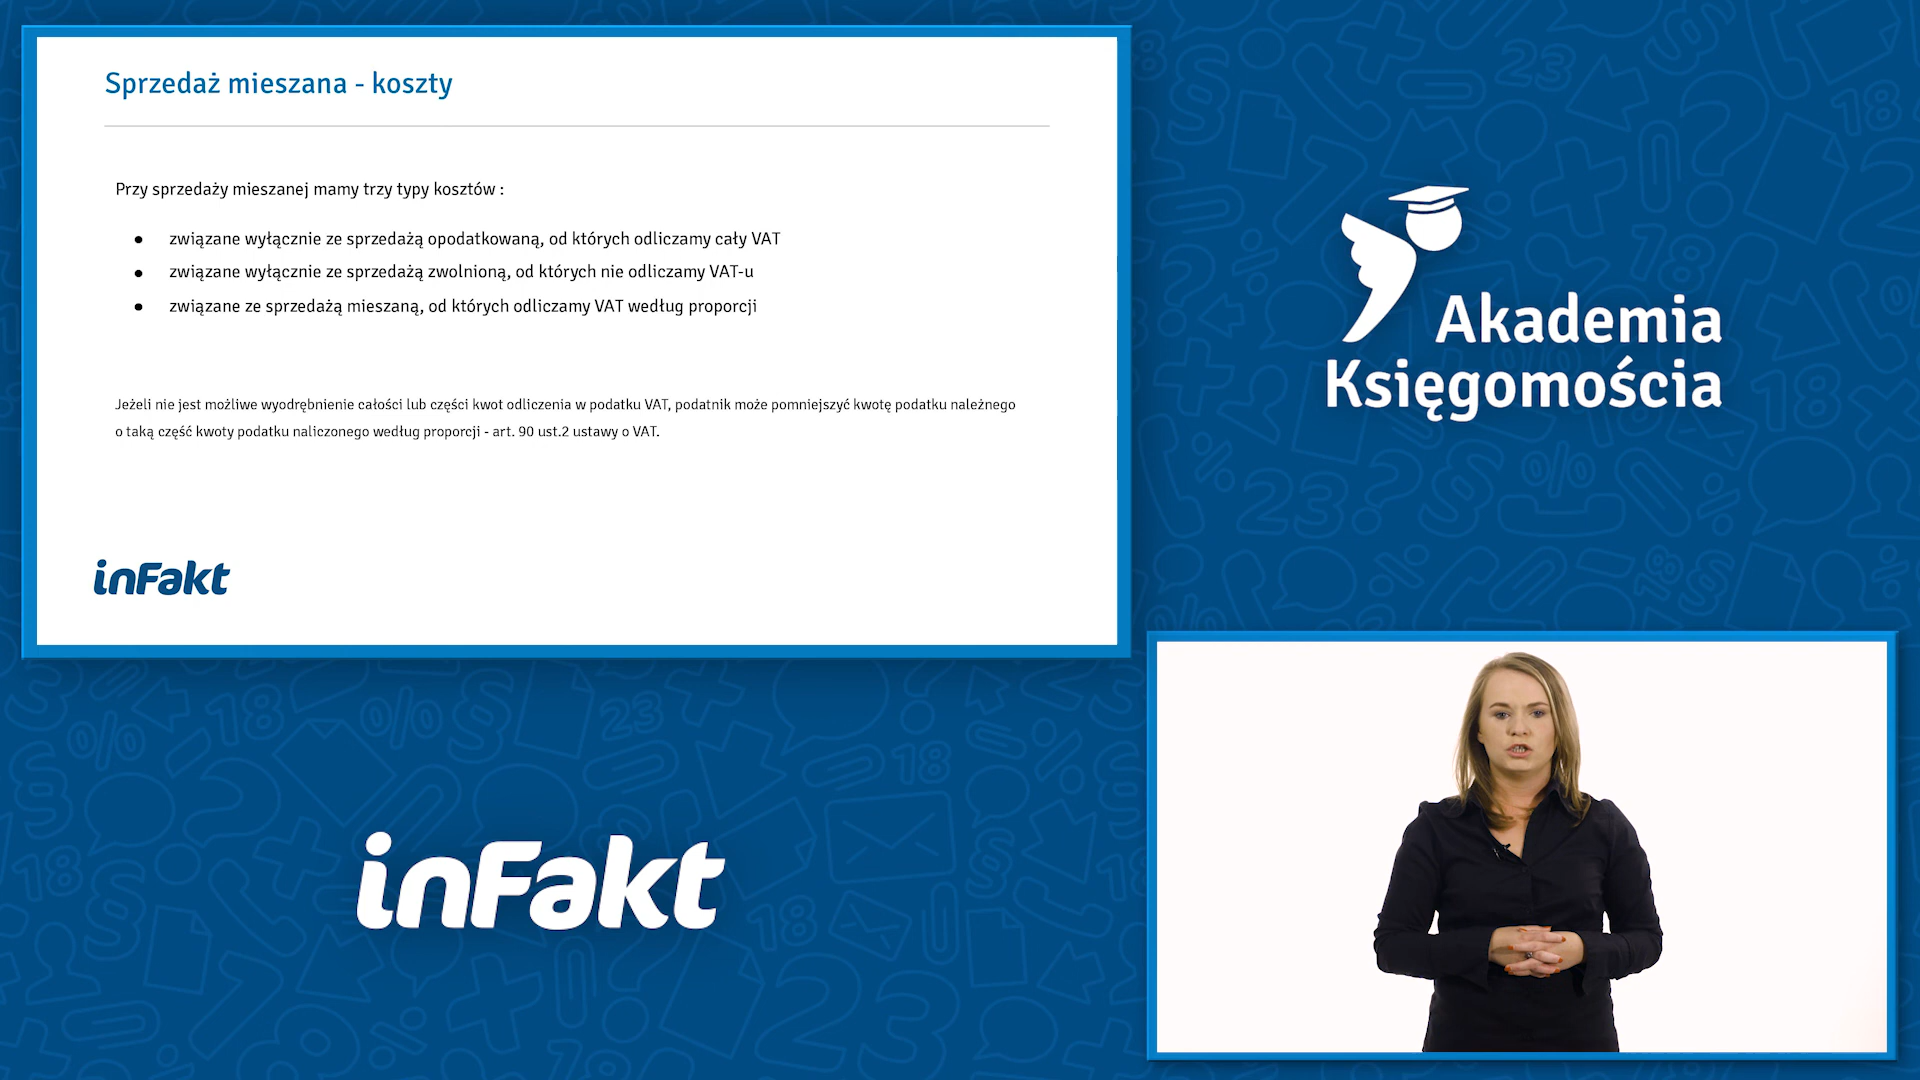 Sprzedaż mieszana - koszty
Przy sprzedaży mieszanej mamy trzy typy kosztów :
● związane wyłącznie ze sprzedażą opodatkowaną, od których odliczamy cały VAT
● związane wyłącznie ze sprzedażą zwolnioną, od których nie odliczamy VAT-u
● związane ze sprzedażą mieszaną, od których odliczamy VAT według proporcji
Jeżeli nie jest możliwe wyodrębnienie całości lub części kwot odliczenia w podatku VAT, podatnik może pomniejszyć kwotę podatku należnego
o taką część kwoty podatku naliczonego według proporcji - art. 90 ust.2 ustawy o VAT.
inFakt
Akademia
Księgomościa
inFakt